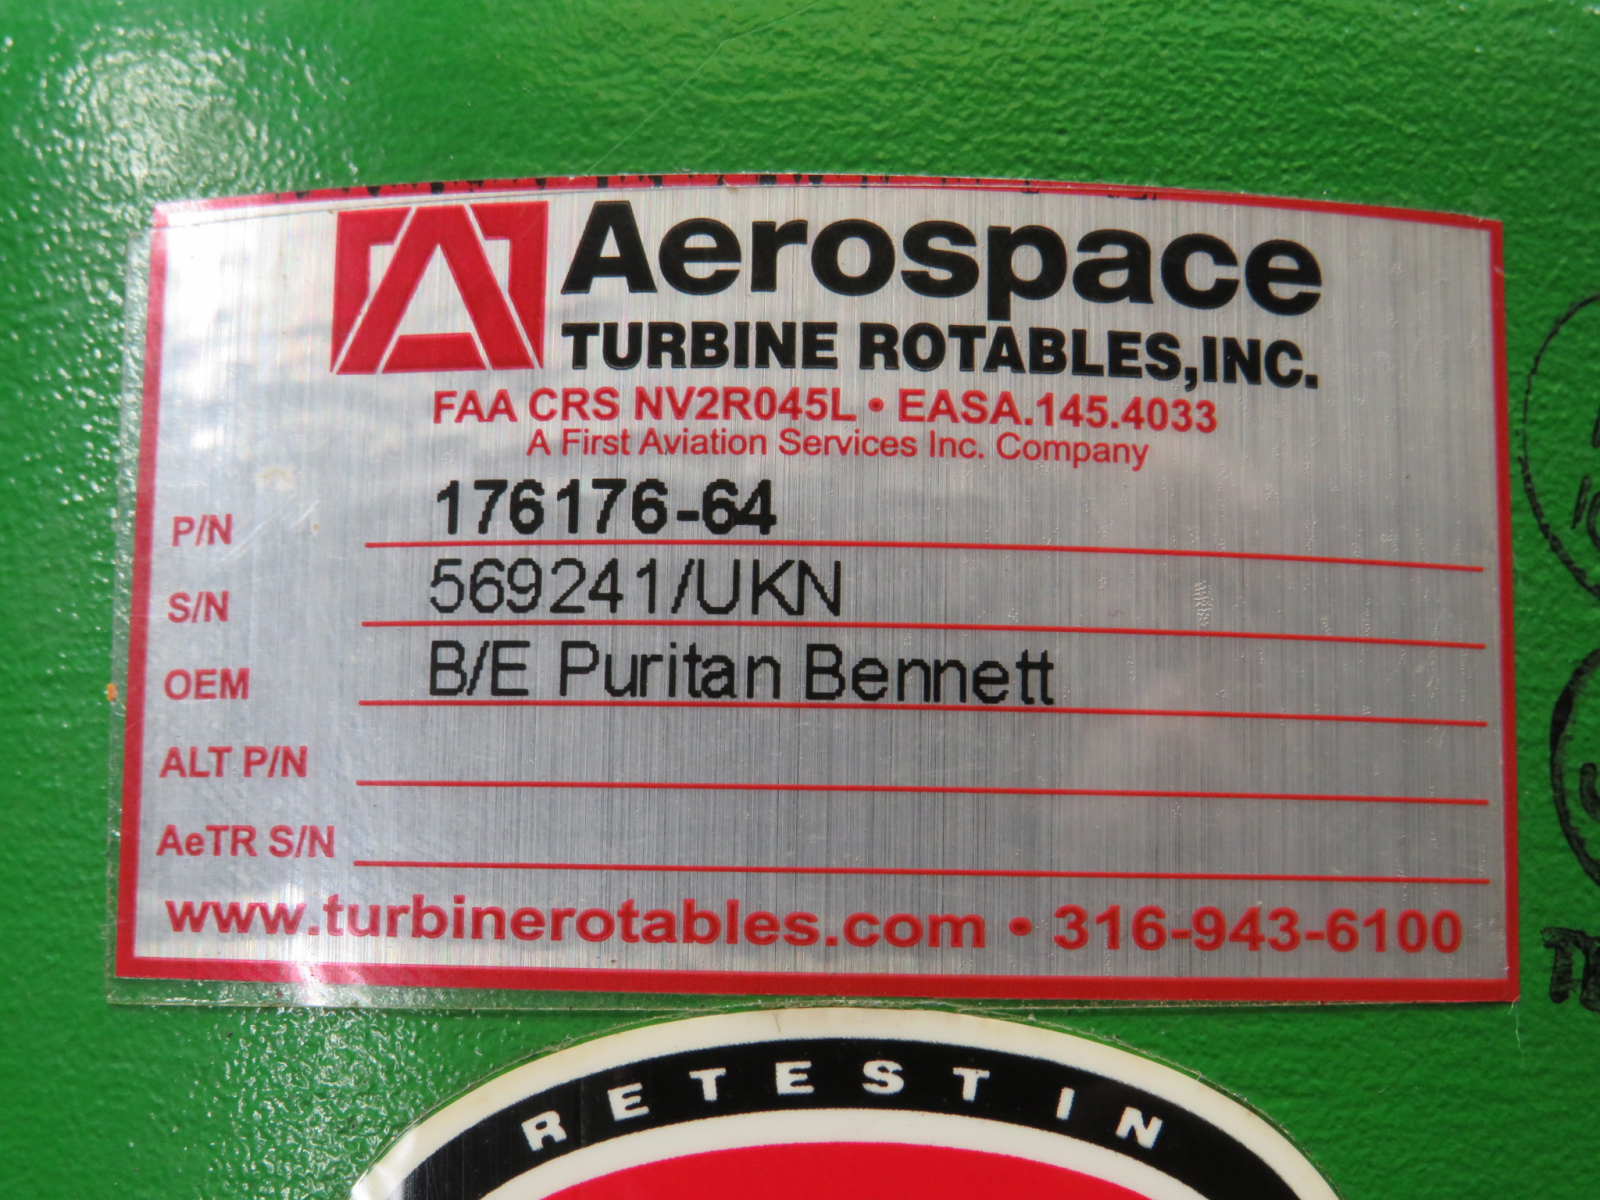 Aerospace
TURBINE ROTABLES,INC.
FAA CRS NV2R045L • EASA.145.4033
A First Aviation Services Inc. Company
P/N 176176-64
S/N 569241/UKN
OEM B/E Puritan Bennett
ALT P/N
AeTR S/N
www.turbinerotables.com • 316-943-6100
RETEST IN